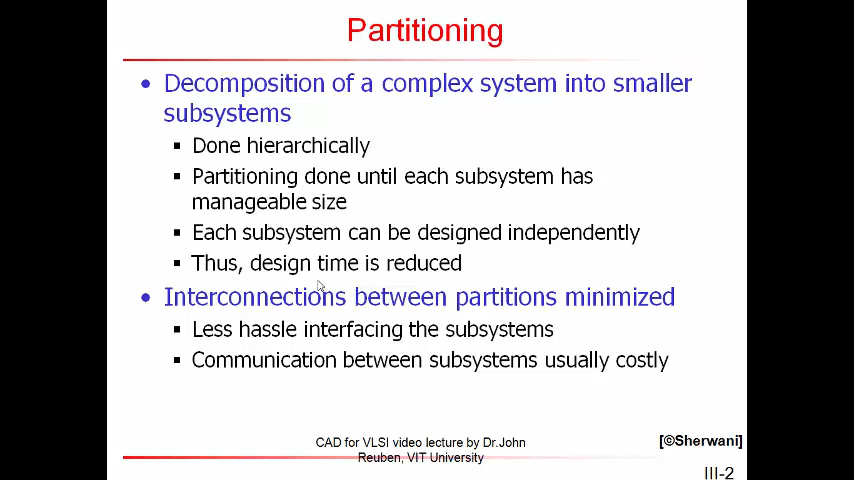 Partitioning
• Decomposition of a complex system into smaller
subsystems
▪ Done hierarchically
▪ Partitioning done until each subsystem has
manageable size
▪ Each subsystem can be designed independently
▪ Thus, design time is reduced
• Interconnections between partitions minimized
▪ Less hassle interfacing the subsystems
▪ Communication between subsystems usually costly
CAD for VLSI video lecture by Dr.John
Reuben, VIT University
[©Sherwani]
III-2